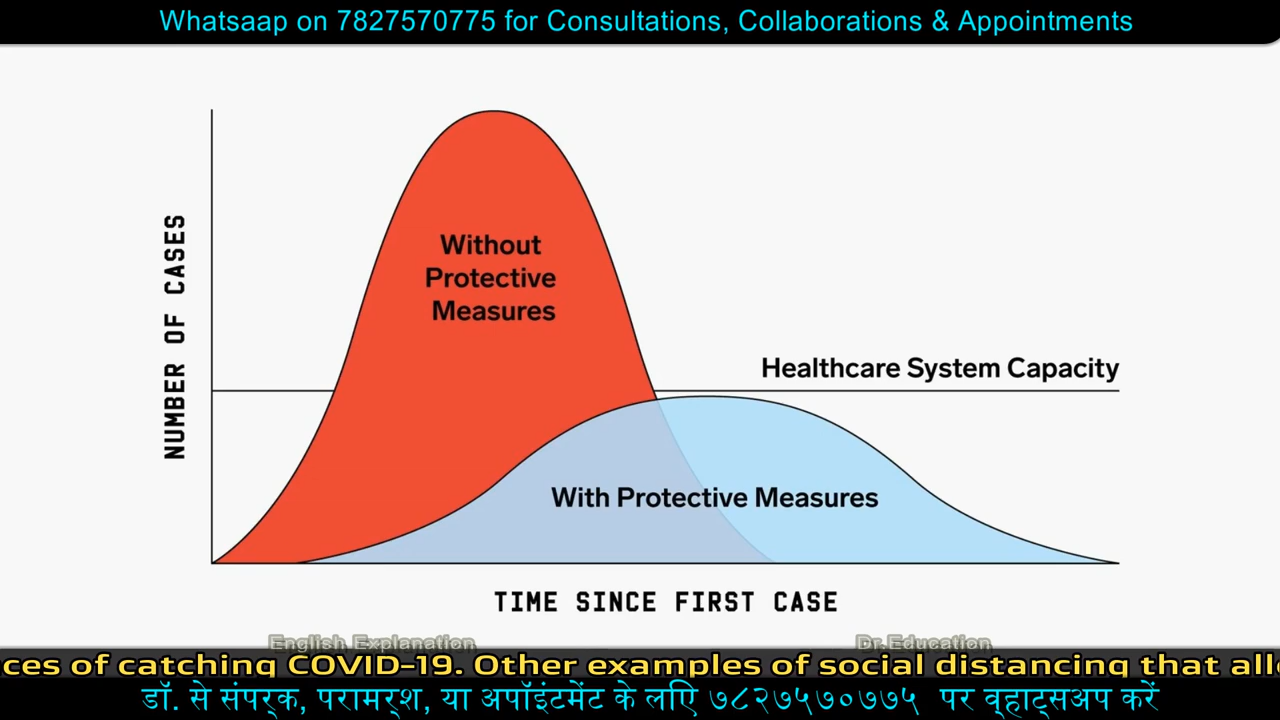 Whatsaap on 7827570775 for Consultations, Collaborations & Appointments
Without
Protective
Measures
Healthcare System Capacity
NUMBER OF CASES
With Protective Measures
TIME SINCE FIRST CASE
English Explanation
Dr.Education
ces of catching COVID-19. Other examples of social distancing that all
डॉ. से संपर्क, परामर्श, या अपॉइंटमेंट के लिए ७८२७५७०७७५ पर व्हाट्सअप करें